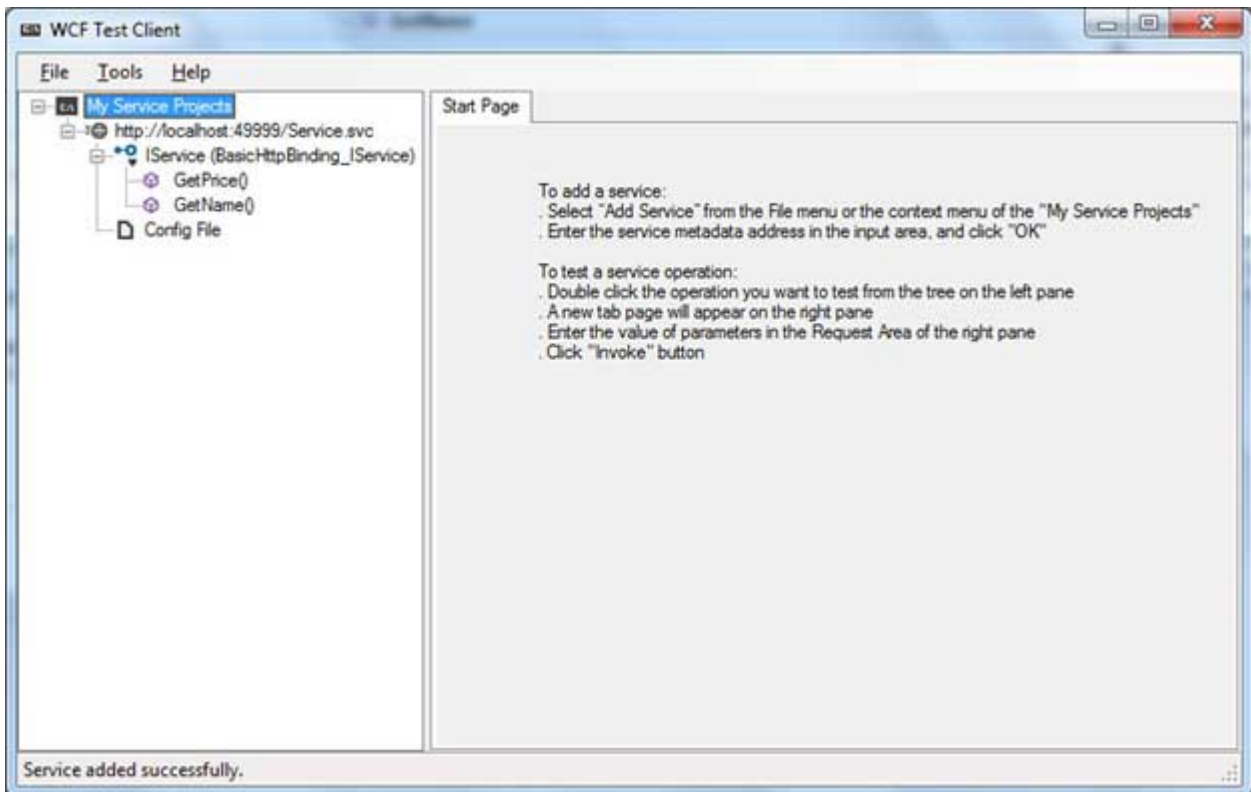 WCF Test Client
File Tools Help
My Service Projects
http://localhost:49999/Service.svc
IService (BasicHttpBinding_IService)
GetPrice()
GetName()
Config File
Start Page
To add a service:
. Select "Add Service" from the File menu or the context menu of the "My Service Projects"
. Enter the service metadata address in the input area, and click "OK"
To test a service operation:
. Double click the operation you want to test from the tree on the left pane
. A new tab page will appear on the right pane
. Enter the value of parameters in the Request Area of the right pane
. Click "Invoke" button
Service added successfully.